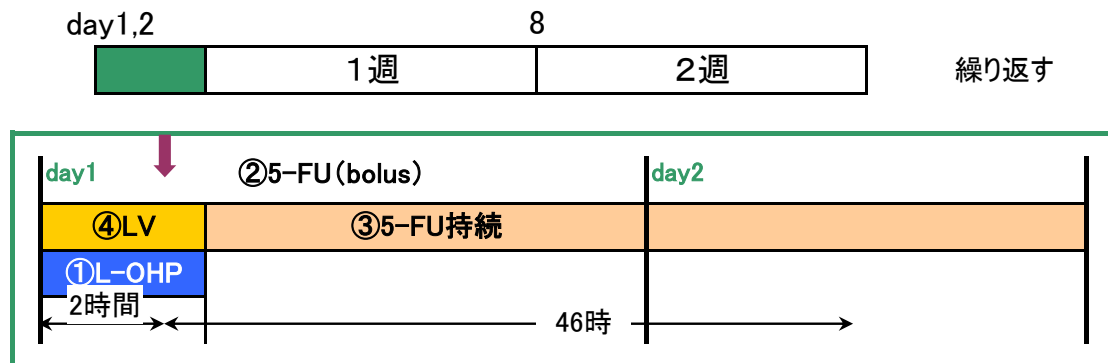 day1,2 8
1週 2週 繰り返す
day1 ②5-FU(bolus) day2
④LV ③5-FU持続
①L-OHP
2時間
46時